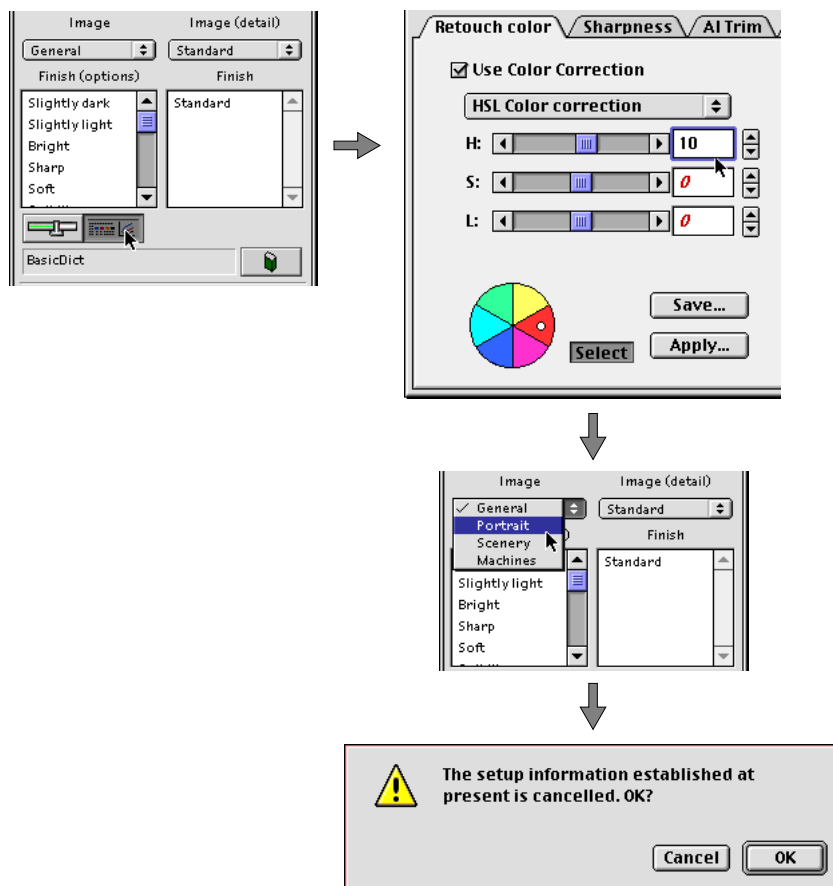 Image Image (detail)
General Standard
Finish (options) Finish
Slightly dark Standard
Slightly light
Bright
Sharp
Soft
BasicDict
Retouch color Sharpness AI Trim
Use Color Correction
HSL Color correction
H: 10
S: 0
L: 0
Save...
Select Apply...
Image Image (detail)
General Standard
Portrait
Scenery Finish
Machines Standard
Slightly light
Bright
Sharp
Soft
The setup information established at
present is cancelled. OK?
Cancel OK